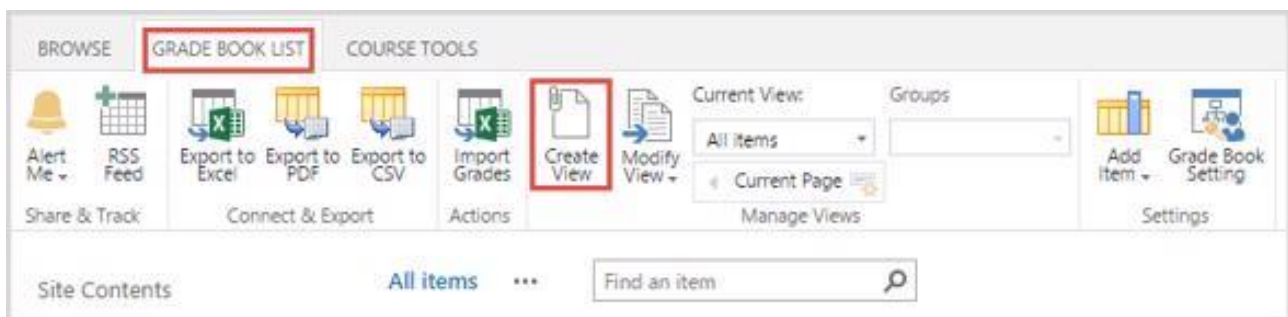 BROWSE GRADE BOOK LIST COURSE TOOLS
Alert Me
RSS Feed
Export to Excel
Export to PDF
Export to CSV
Import Grades
Create View
Modify View
Current View:
All items
Current Page
Groups
Add Item
Grade Book Setting
Share & Track Connect & Export Actions Manage Views Settings
Site Contents All items ... Find an item